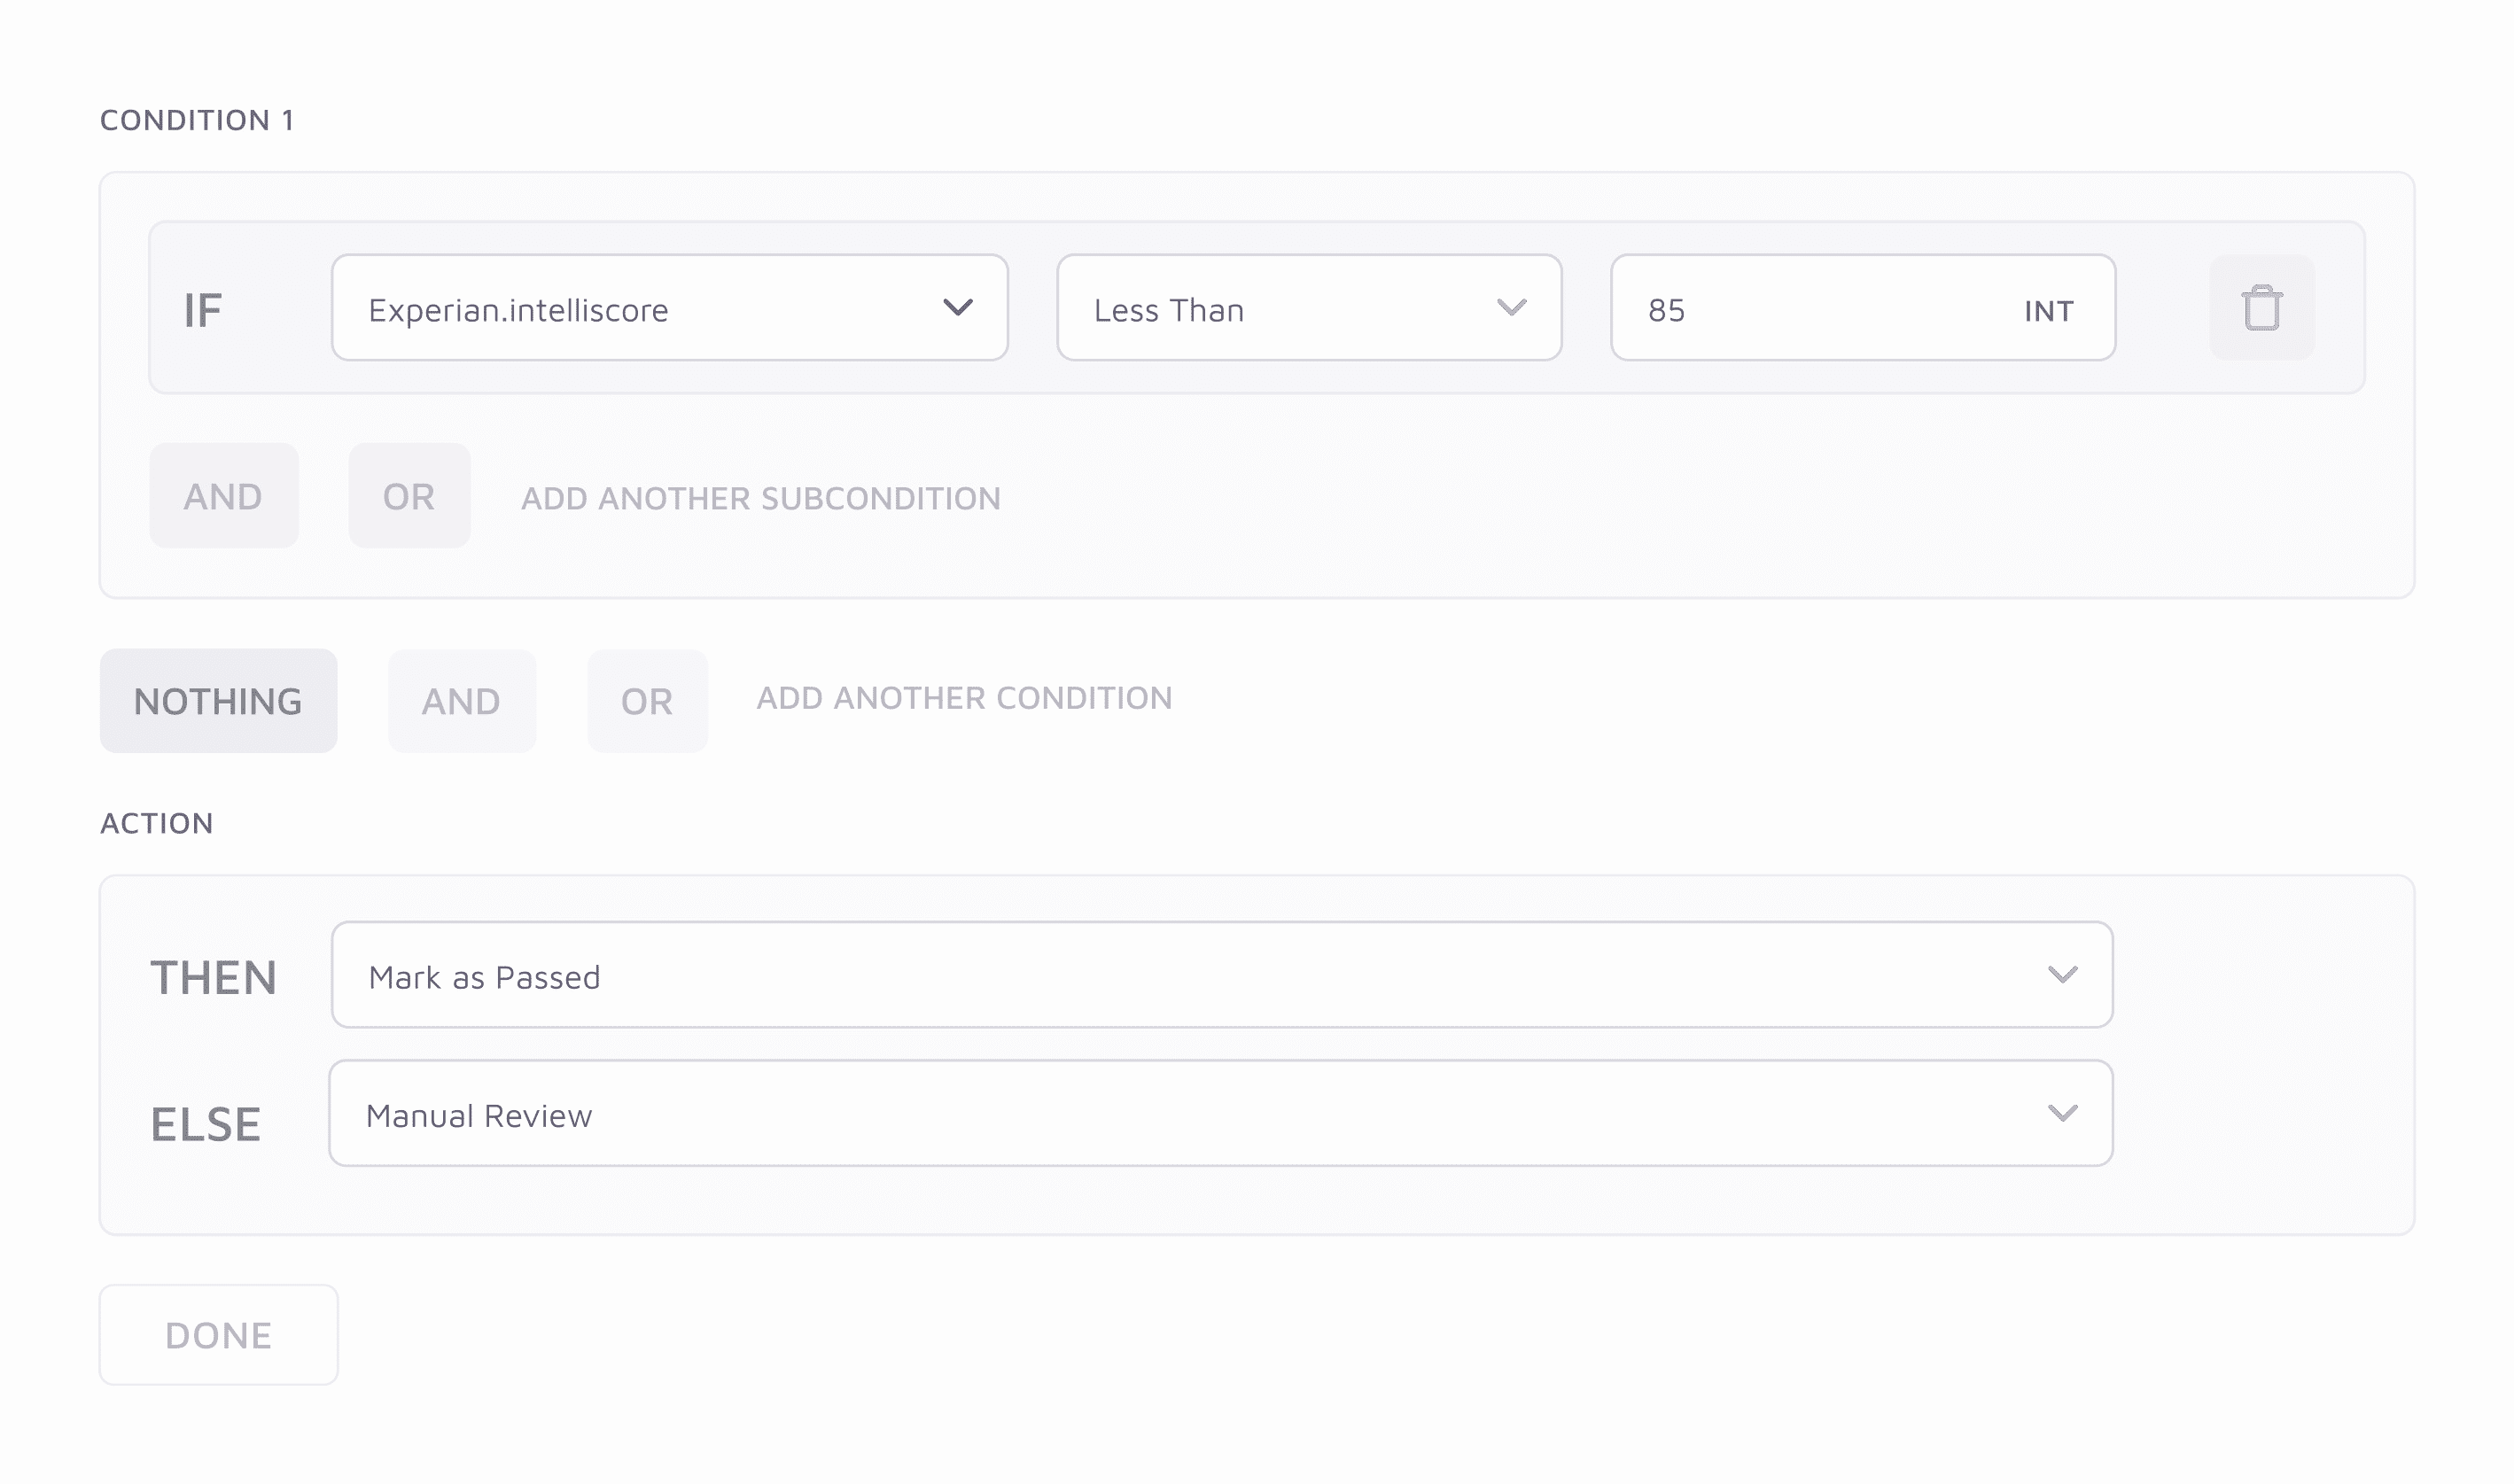 CONDITION 1
IF Experian.intelliscore Less Than 85 INT
AND OR ADD ANOTHER SUBCONDITION
NOTHING AND OR ADD ANOTHER CONDITION
ACTION
THEN Mark as Passed
ELSE Manual Review
DONE